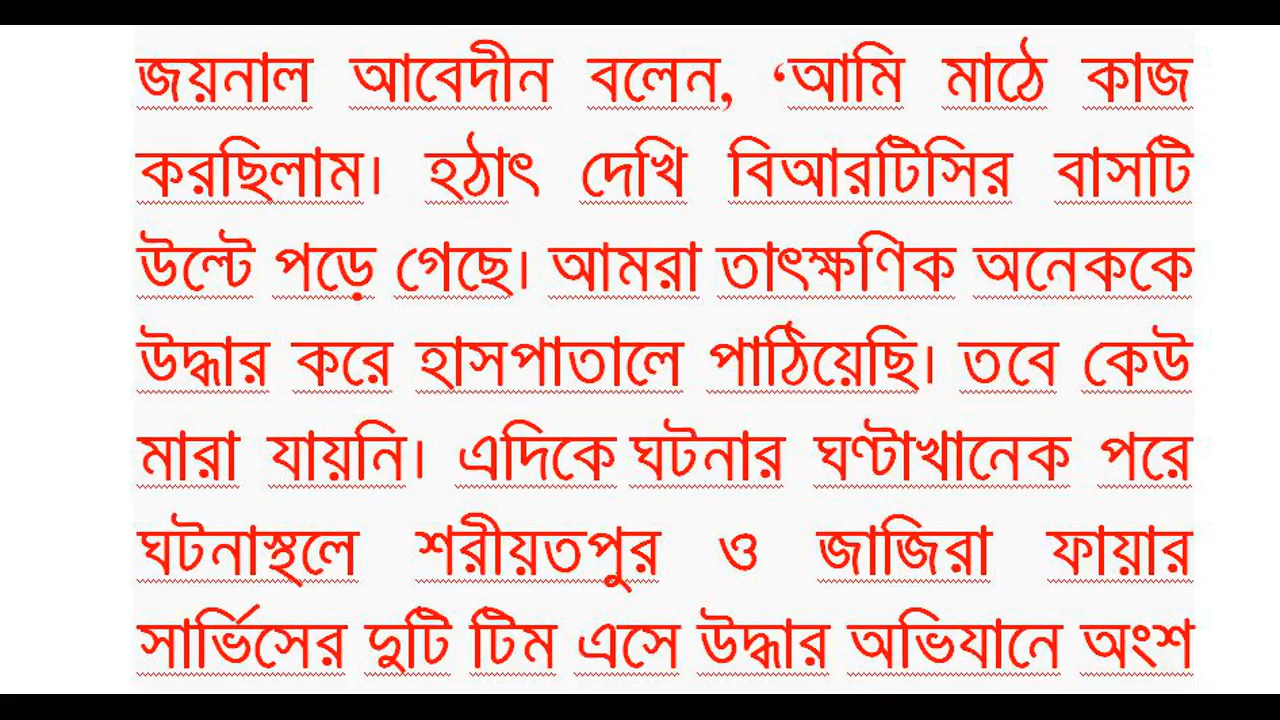 জয়নাল আবেদীন বলেন, ‘আমি মাঠে কাজ
করছিলাম। হঠাৎ দেখি বিআরটিসির বাসটি
উল্টে পড়ে গেছে। আমরা তাৎক্ষণিক অনেককে
উদ্ধার করে হাসপাতালে পাঠিয়েছি। তবে কেউ
মারা যায়নি। এদিকে ঘটনার ঘণ্টাখানেক পরে
ঘটনাস্থলে শরীয়তপুর ও জাজিরা ফায়ার
সার্ভিসের দুটি টিম এসে উদ্ধার অভিযানে অংশ